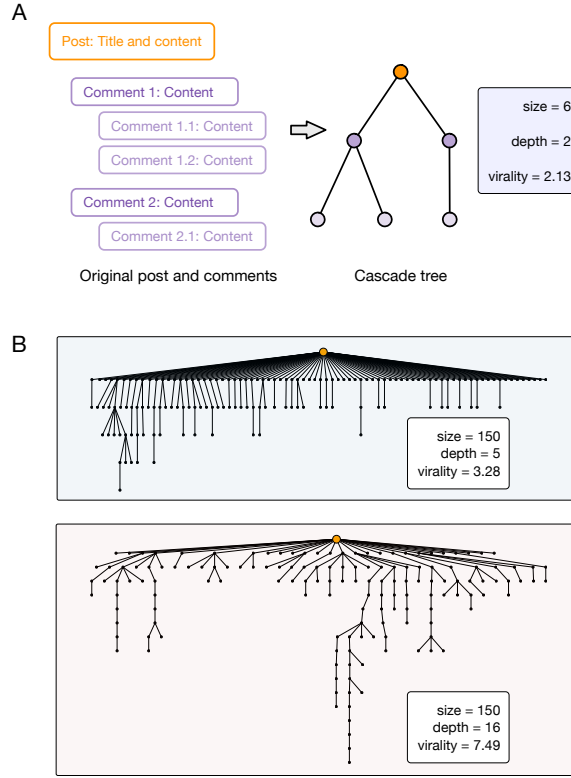 A
Post: Title and content
Comment 1: Content
Comment 1.1: Content
Comment 1.2: Content
Comment 2: Content
Comment 2.1: Content
size = 6
depth = 2
virality = 2.13
Original post and comments
Cascade tree
B
size = 150
depth = 5
virality = 3.28
size = 150
depth = 16
virality = 7.49